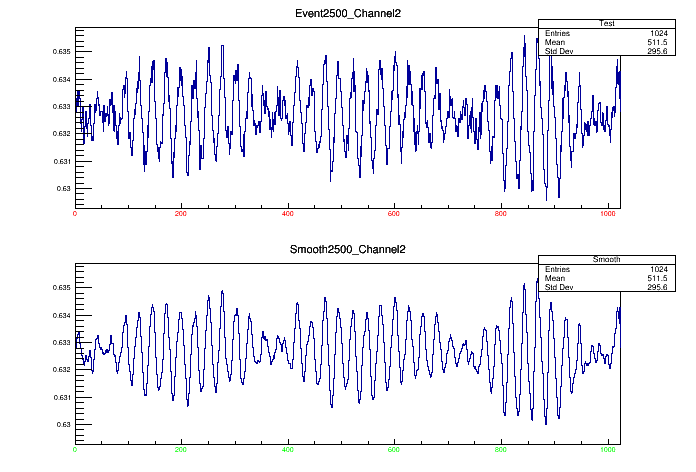 Event2500_Channel2
Test
Entries 1024
Mean 511.5
Std Dev 295.6
0.635
0.634
0.633
0.632
0.631
0.63
0 200 400 600 800 1000
Smooth2500_Channel2
Smooth
Entries 1024
Mean 511.5
Std Dev 295.6
0.635
0.634
0.633
0.632
0.631
0.63
0 200 400 600 800 1000